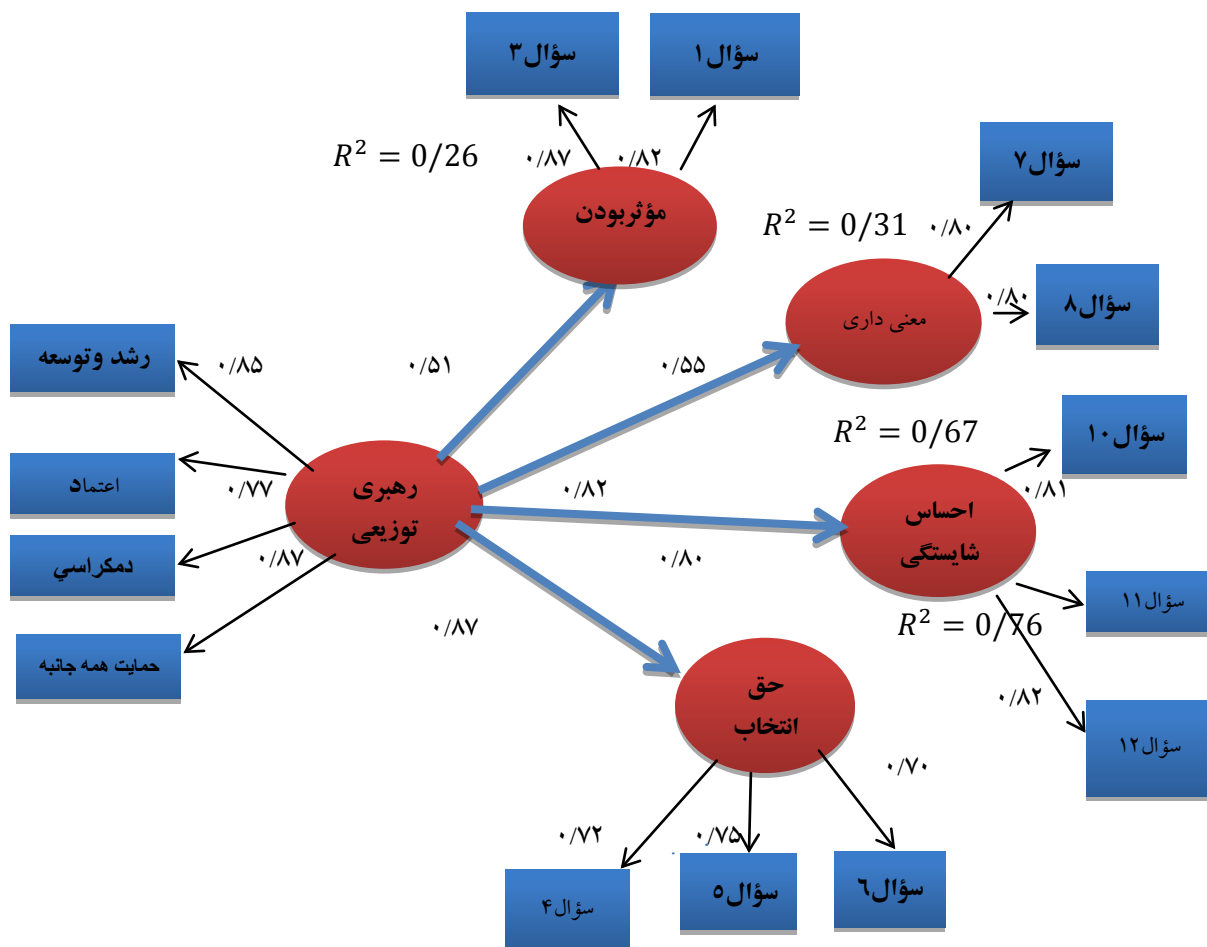 سؤال۳
سؤال۱
R² = 0/26
۰/۸۷
۰/۸۲
مؤثربودن
سؤال۷
R² = 0/31
۰/۸۰
معنی داری
۰/۸۰
سؤال۸
رشد وتوسعه
۰/۸۵
۰/۵۱
۰/۵۵
R² = 0/67
سؤال۱۰
اعتماد
۰/۷۷
رهبری
توزیعی
۰/۸۲
احساس
شایستگی
۰/۸۱
دمکراسي
۰/۸۷
۰/۸۰
سؤال۱۱
R² = 0/76
حمایت همه جانبه
۰/۸۷
حق
انتخاب
۰/۸۲
سؤال۱۲
۰/۷۰
۰/۷۲
۰/۷۵
سؤال۴
سؤال٥
سؤال٦